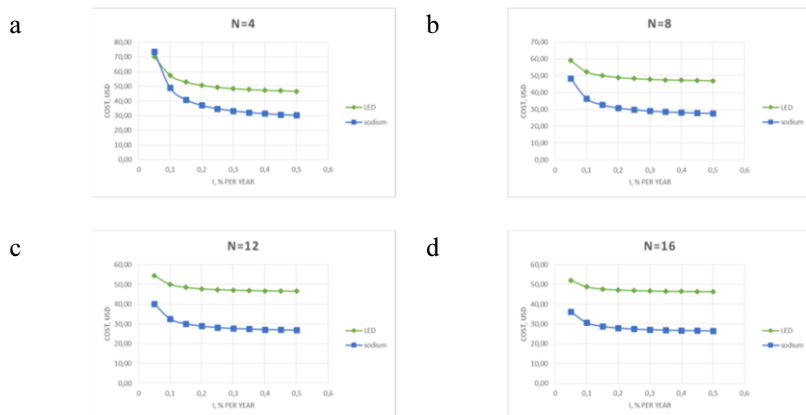 a
N=4
80,00
70,00
60,00
50,00
40,00
30,00
20,00
10,00
0,00
COST, USD
0 0,1 0,2 0,3 0,4 0,5 0,6
I, % PER YEAR
LED
sodium
b
N=8
70,00
60,00
50,00
40,00
30,00
20,00
10,00
0,00
COST, USD
0 0,1 0,2 0,3 0,4 0,5 0,6
I, % PER YEAR
LED
sodium
c
N=12
60,00
50,00
40,00
30,00
20,00
10,00
0,00
COST, USD
0 0,1 0,2 0,3 0,4 0,5 0,6
I, % PER YEAR
LED
sodium
d
N=16
60,00
50,00
40,00
30,00
20,00
10,00
0,00
COST, USD
0 0,1 0,2 0,3 0,4 0,5 0,6
I, % PER YEAR
LED
sodium